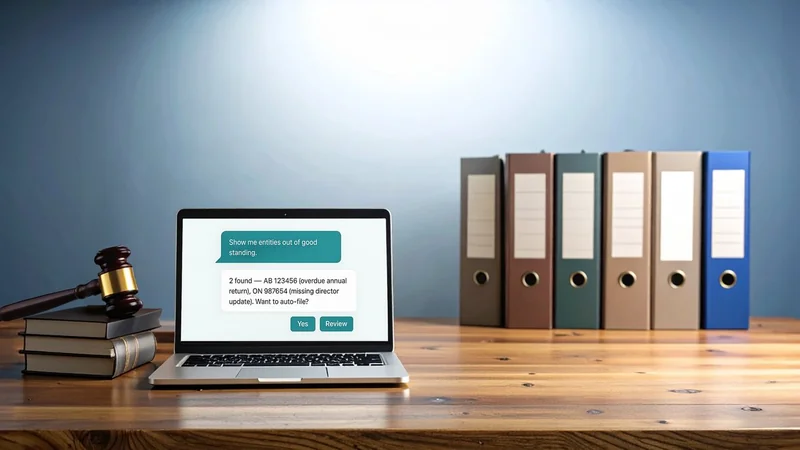 Show me entities out of good
standing.
2 found — AB 123456 (overdue annual
return), ON 987654 (missing director
update). Want to auto-file?
Yes
Review